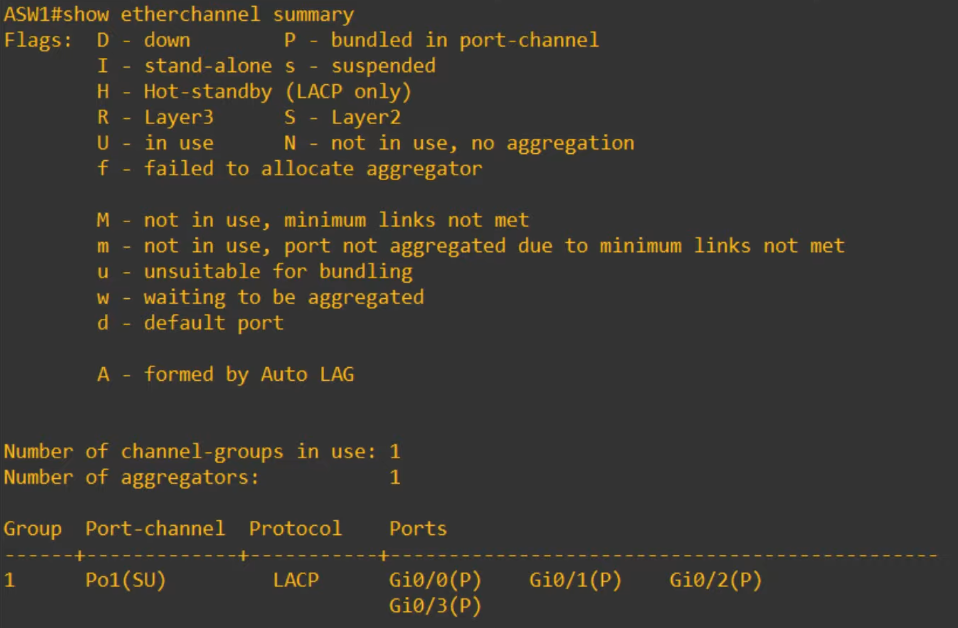 ASW1#show etherchannel summary
Flags:  D - down        P - bundled in port-channel
        I - stand-alone s - suspended
        H - Hot-standby (LACP only)
        R - Layer3      S - Layer2
        U - in use      N - not in use, no aggregation
        f - failed to allocate aggregator

        M - not in use, minimum links not met
        m - not in use, port not aggregated due to minimum links not met
        u - unsuitable for bundling
        w - waiting to be aggregated
        d - default port

        A - formed by Auto LAG


Number of channel-groups in use: 1
Number of aggregators:           1

Group  Port-channel  Protocol    Ports
------+-------------+-----------+-----------------------------------------------
1      Po1(SU)         LACP      Gi0/0(P)    Gi0/1(P)    Gi0/2(P)
                                 Gi0/3(P)